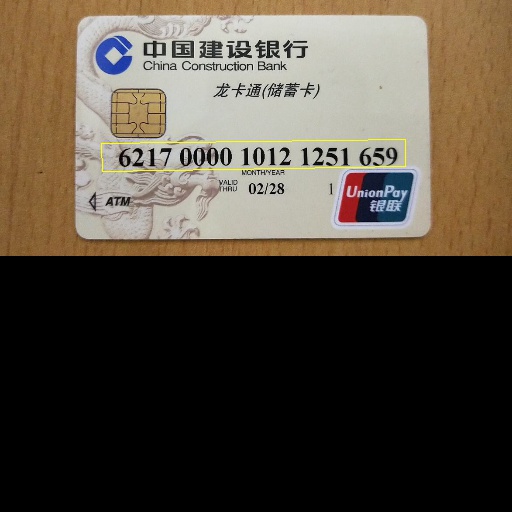 中国建设银行
China Construction Bank
龙卡通(储蓄卡)
6217 0000 1012 1251 659
MONTH/YEAR
VALID THRU 02/28 1
ATM
UnionPay
银联